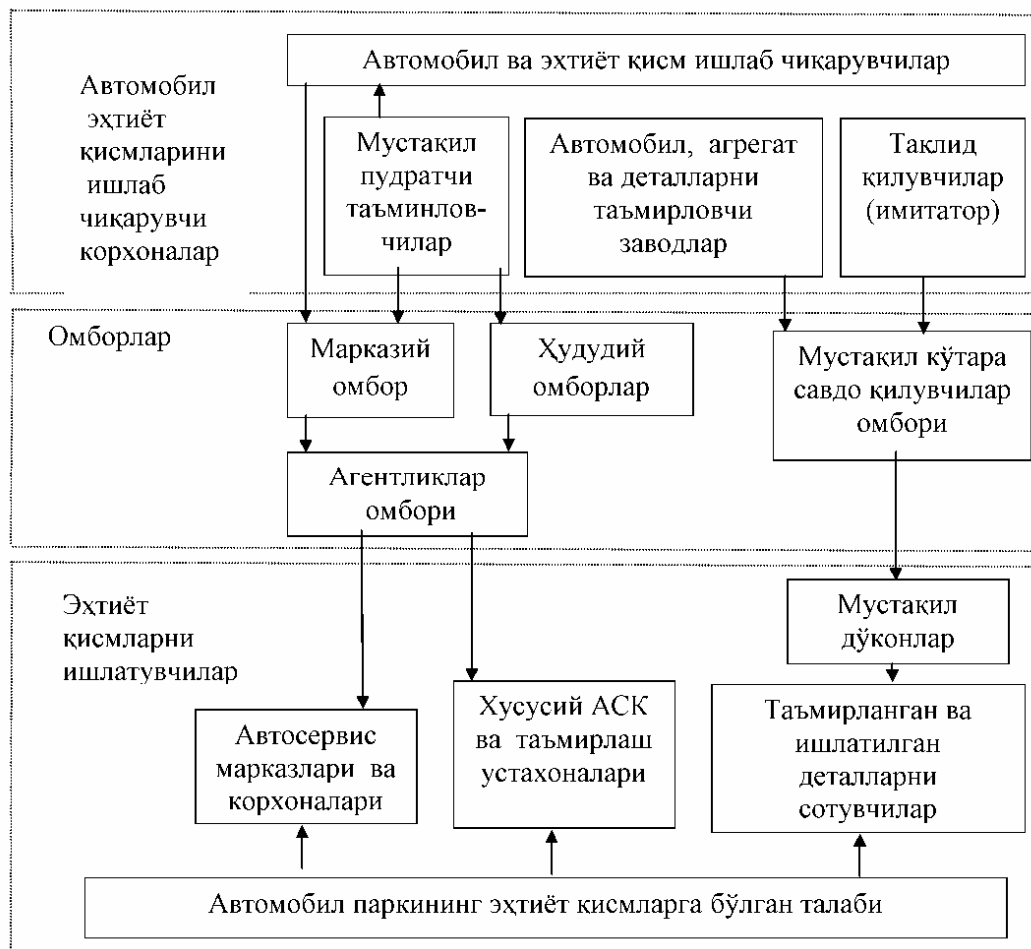 Автомобил ва эҳтиёт қисм ишлаб чиқарувчилар
Автомобил
эҳтиёт
қисмларини
ишлаб
чиқарувчи
корхоналар
Мустақил
пудратчи
таъминлов-
чилар
Автомобил, агрегат
ва деталларни
таъмирловчи
заводлар
Таклид
қилувчилар
(имитатор)
Омборлар
Марказий
омбор
Ҳудудий
омборлар
Мустақил кўтара
савдо қилувчилар
омбори
Агентликлар
омбори
Эҳтиёт
қисмларни
ишлатувчилар
Мустақил
дўконлар
Автосервис
марказлари ва
корхоналари
Хусусий АСК
ва таъмирлаш
устахоналари
Таъмирланган ва
ишлатилган
деталларни
сотувчилар
Автомобил паркининг эҳтиёт қисмларга бўлган талаби